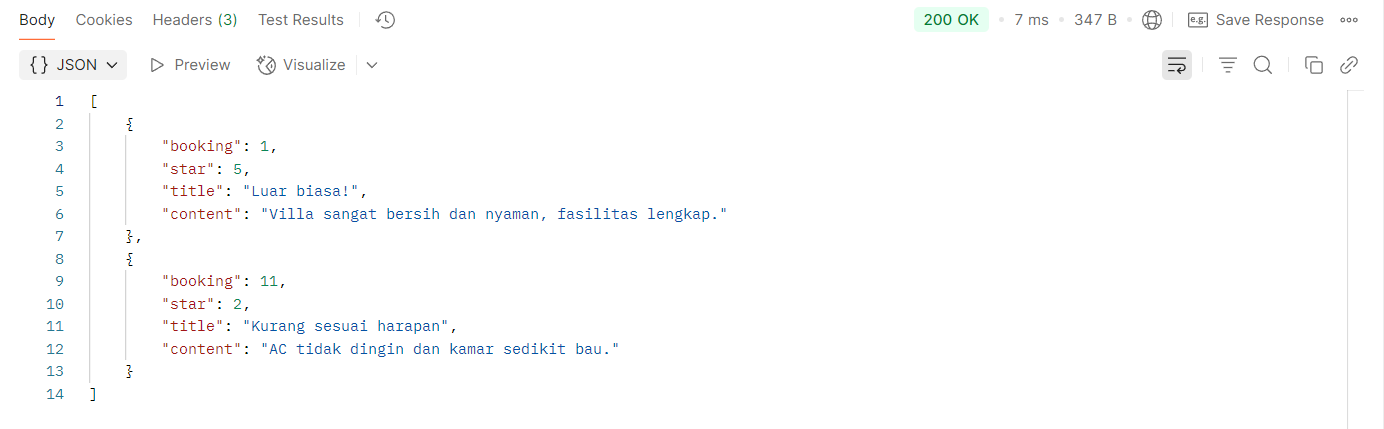 Body Cookies Headers (3) Test Results 200 OK • 7 ms • 347 B • e.g. Save Response
{} JSON Preview Visualize
1 [
2 {
3 "booking": 1,
4 "star": 5,
5 "title": "Luar biasa!",
6 "content": "Villa sangat bersih dan nyaman, fasilitas lengkap."
7 },
8 {
9 "booking": 11,
10 "star": 2,
11 "title": "Kurang sesuai harapan",
12 "content": "AC tidak dingin dan kamar sedikit bau."
13 }
14 ]